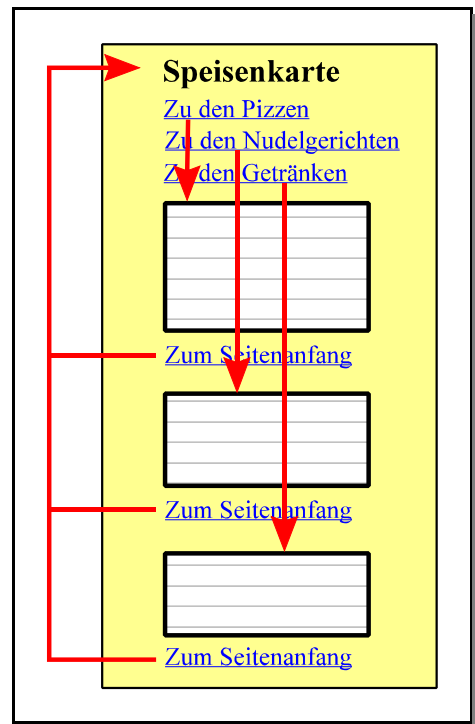 Speisenkarte
Zu den Pizzen
Zu den Nudelgerichten
Zu den Getränken
Zum Seitenanfang
Zum Seitenanfang
Zum Seitenanfang